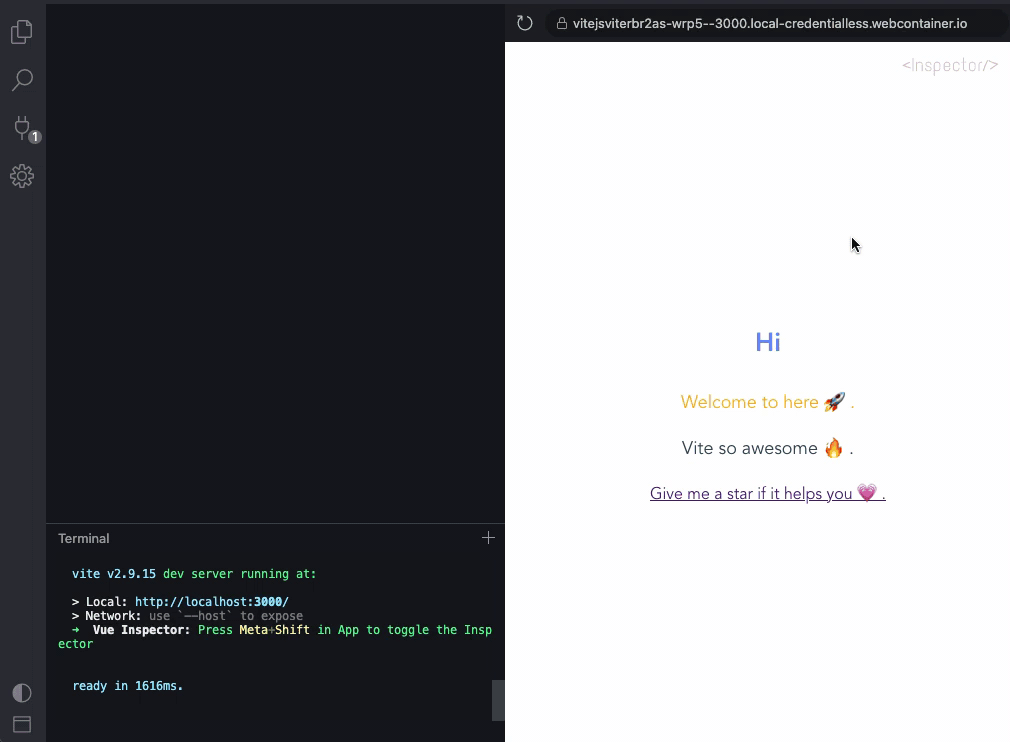 vitejsviterbr2as-wrp5--3000.local-credentialless.webcontainer.io
<Inspector/>
1
Hi
Welcome to here 🚀 .
Vite so awesome 🔥 .
Give me a star if it helps you 💗 .
Terminal
vite v2.9.15 dev server running at:
> Local: http://localhost:3000/
> Network: use `--host` to expose
➜ Vue Inspector: Press Meta+Shift in App to toggle the Insp
ector
ready in 1616ms.